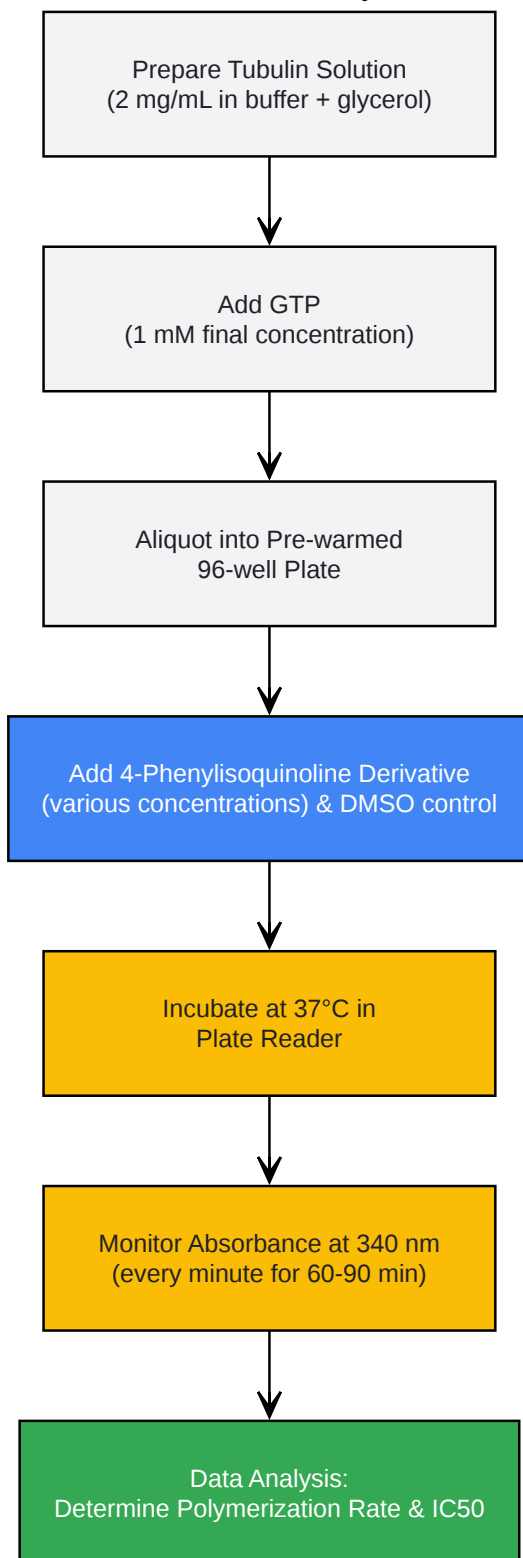 Prepare Tubulin Solution
(2 mg/mL in buffer + glycerol)
Add GTP
(1 mM final concentration)
Aliquot into Pre-warmed
96-well Plate
Add 4-Phenylisoquinoline Derivative
(various concentrations) & DMSO control
Incubate at 37°C in
Plate Reader
Monitor Absorbance at 340 nm
(every minute for 60-90 min)
Data Analysis:
Determine Polymerization Rate & IC50